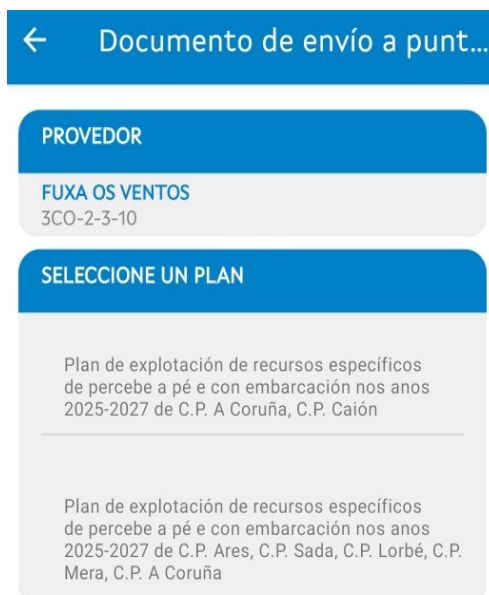 Documento de envío a punt...
PROVEDOR
FUXA OS VENTOS
3CO-2-3-10
SELECCIONE UN PLAN
Plan de explotación de recursos específicos
de percebe a pé e con embarcación nos anos
2025-2027 de C.P. A Coruña, C.P. Caión
Plan de explotación de recursos específicos
de percebe a pé e con embarcación nos anos
2025-2027 de C.P. Ares, C.P. Sada, C.P. Lorbé, C.P.
Mera, C.P. A Coruña